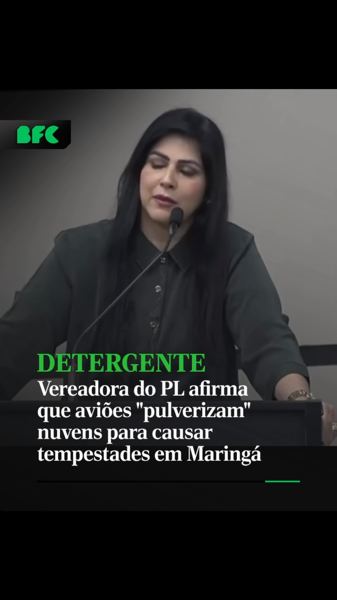 BFC
DETERGENTE
Vereadora do PL afirma
que aviões "pulverizam"
nuvens para causar
tempestades em Maringá